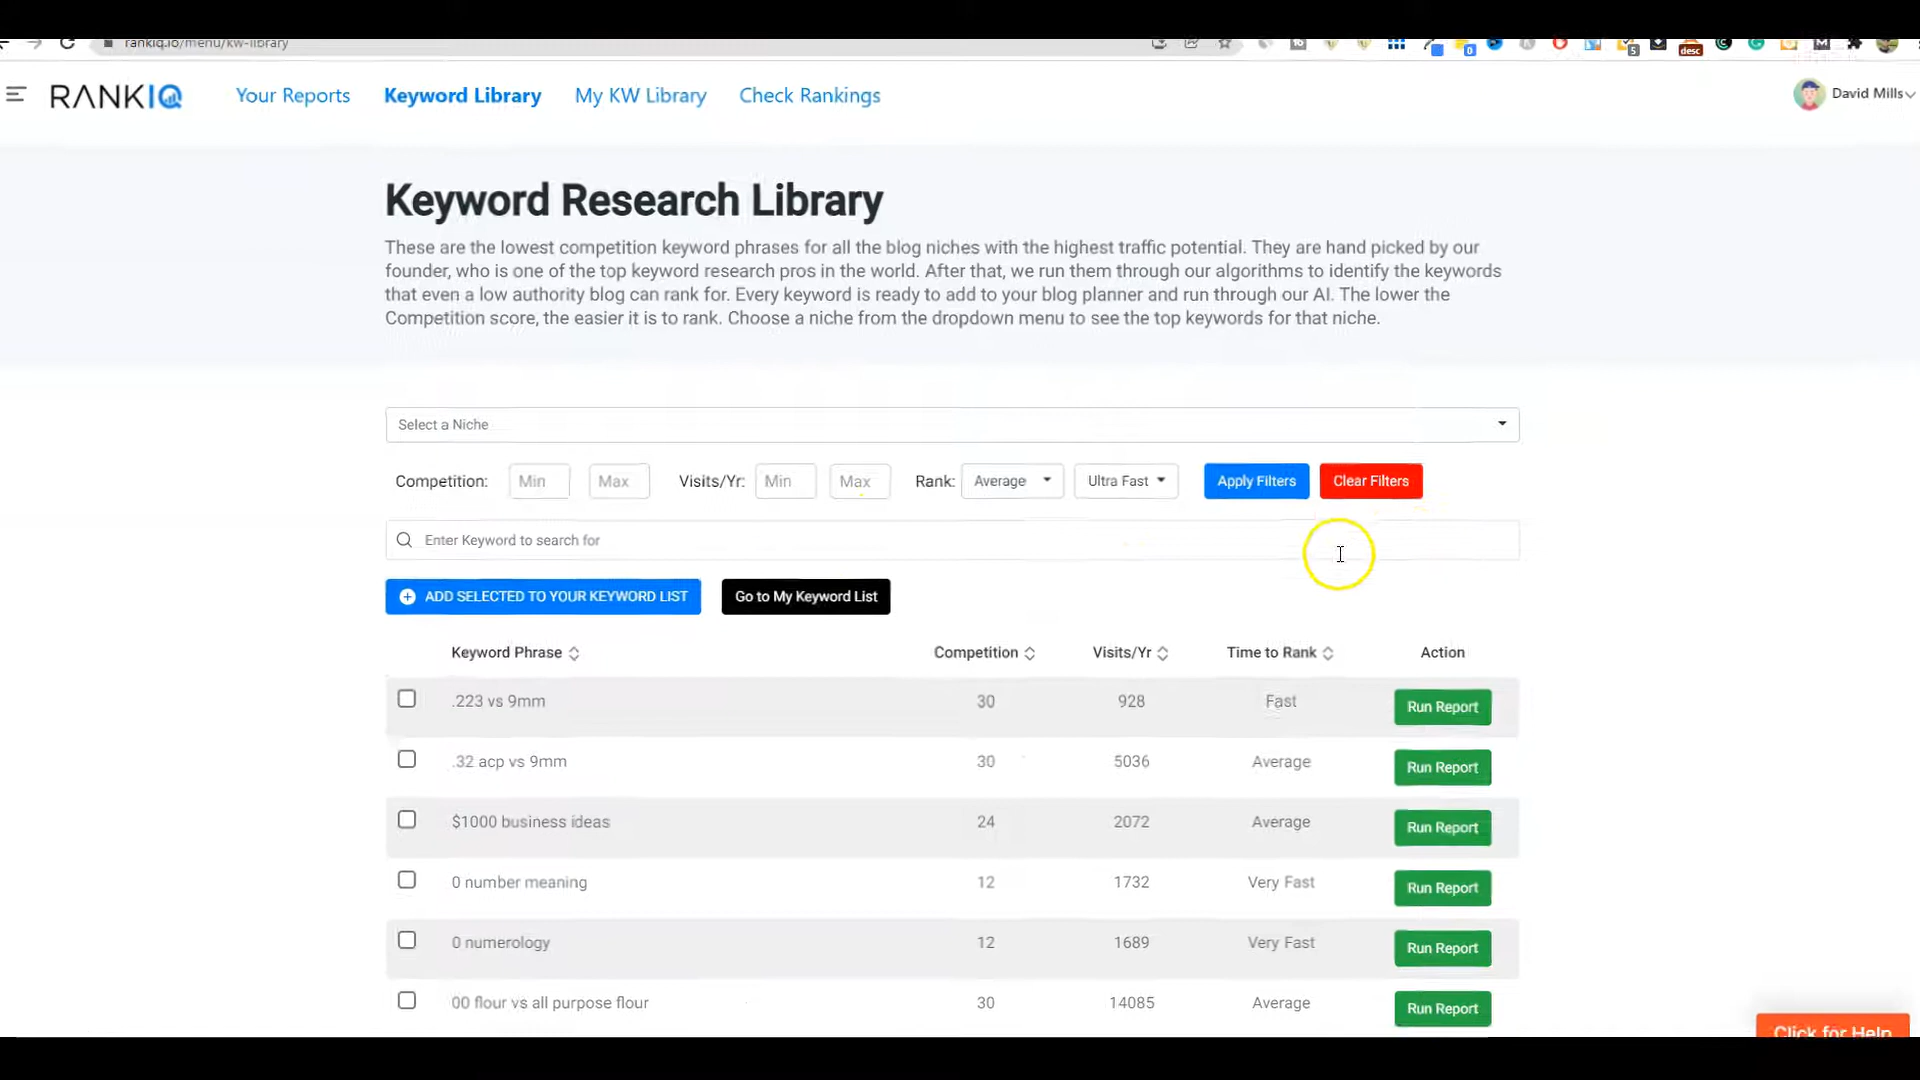 rankiq.io/menu/kw-library
0
5
desc
RANKIQ
Your Reports
Keyword Library
My KW Library
Check Rankings
David Mills
Keyword Research Library
These are the lowest competition keyword phrases for all the blog niches with the highest traffic potential. They are hand picked by our
founder, who is one of the top keyword research pros in the world. After that, we run them through our algorithms to identify the keywords
that even a low authority blog can rank for. Every keyword is ready to add to your blog planner and run through our AI. The lower the
Competition score, the easier it is to rank. Choose a niche from the dropdown menu to see the top keywords for that niche.
Select a Niche
Competition: Min Max Visits/Yr: Min Max Rank: Average Ultra Fast Apply Filters Clear Filters
Enter Keyword to search for
ADD SELECTED TO YOUR KEYWORD LIST Go to My Keyword List
Keyword Phrase Competition Visits/Yr Time to Rank Action
.223 vs 9mm 30 928 Fast Run Report
.32 acp vs 9mm 30 5036 Average Run Report
$1000 business ideas 24 2072 Average Run Report
0 number meaning 12 1732 Very Fast Run Report
0 numerology 12 1689 Very Fast Run Report
00 flour vs all purpose flour 30 14085 Average Run Report
Click for Help